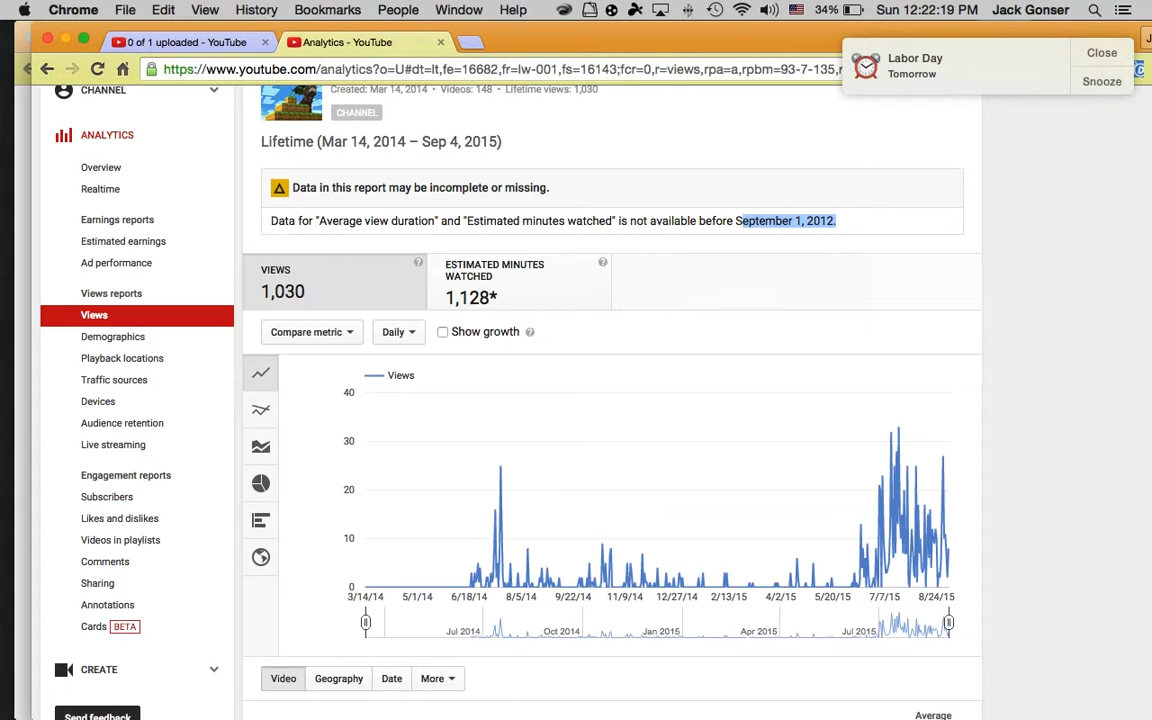 Chrome File Edit View History Bookmarks People Window Help 34% Sun 12:22:19 PM Jack Gonser
0 of 1 uploaded - YouTube × Analytics - YouTube ×
Labor Day
Tomorrow
Close
Snooze
https://www.youtube.com/analytics?o=U#dt=lt,fe=16682,fr=lw-001,fs=16143;fcr=0,r=views,rpa=a,rpbm=93-7-135,
CHANNEL
ANALYTICS
Overview
Realtime
Earnings reports
Estimated earnings
Ad performance
Views reports
Views
Demographics
Playback locations
Traffic sources
Devices
Audience retention
Live streaming
Engagement reports
Subscribers
Likes and dislikes
Videos in playlists
Comments
Sharing
Annotations
Cards BETA
CREATE
Send feedback
Created: Mar 14, 2014 • Videos: 148 • Lifetime views: 1,030
CHANNEL
Lifetime (Mar 14, 2014 – Sep 4, 2015)
Data in this report may be incomplete or missing.
Data for "Average view duration" and "Estimated minutes watched" is not available before September 1, 2012.
VIEWS
1,030
ESTIMATED MINUTES
WATCHED
1,128*
Compare metric Daily Show growth
Views
40
30
20
10
0
3/14/14 5/1/14 6/18/14 8/5/14 9/22/14 11/9/14 12/27/14 2/13/15 4/2/15 5/20/15 7/7/15 8/24/15
Jul 2014 Oct 2014 Jan 2015 Apr 2015 Jul 2015
Video Geography Date More
Average